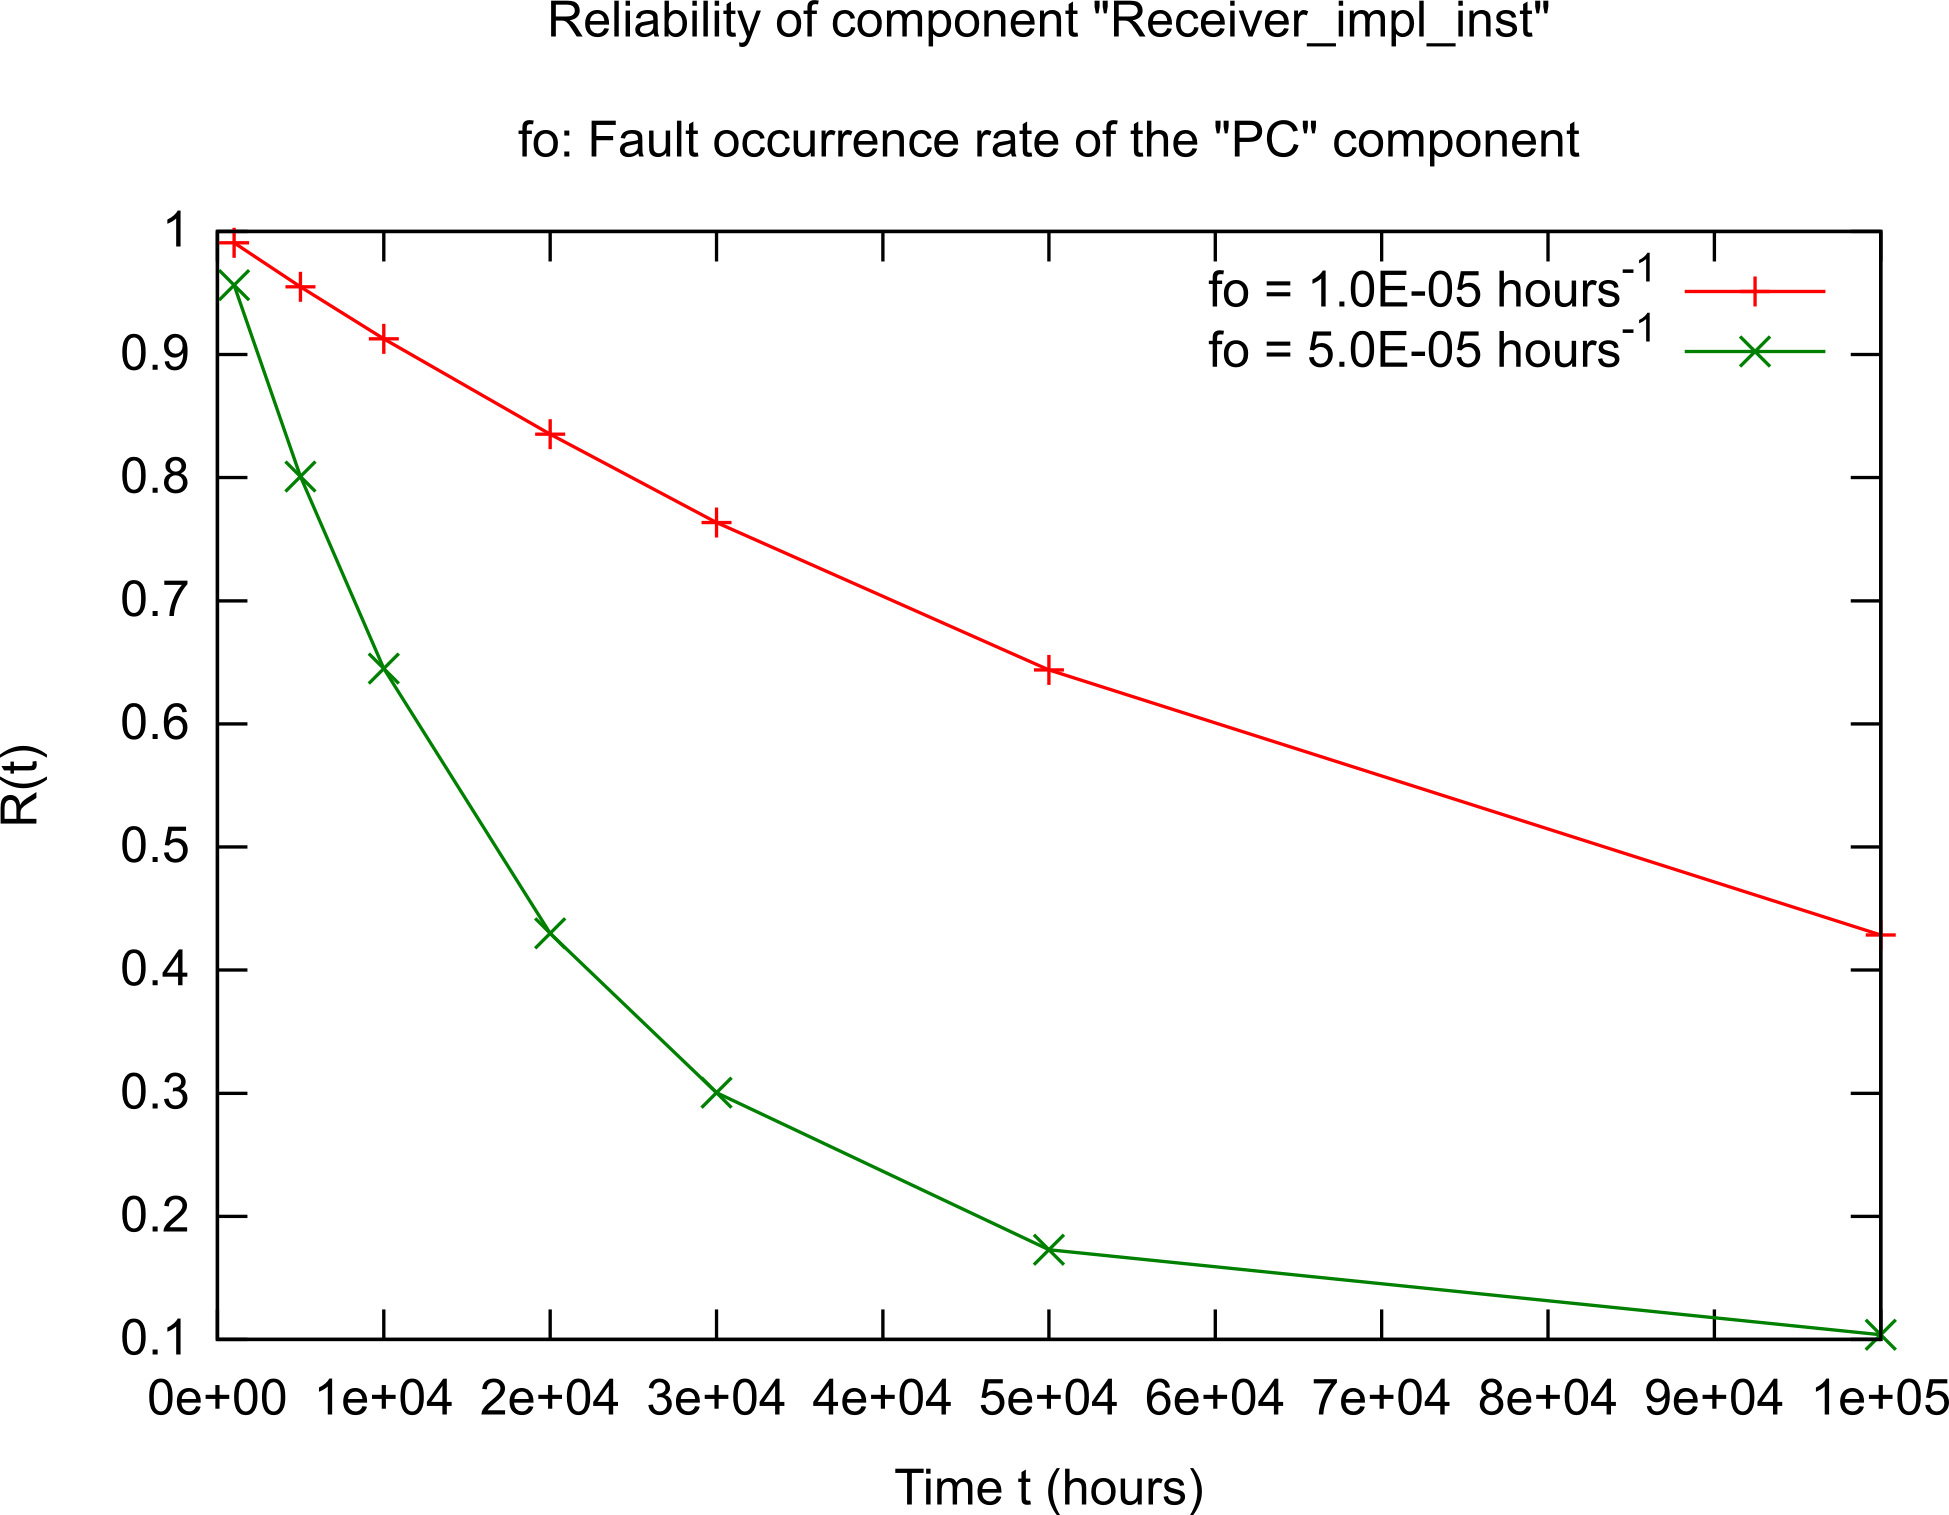 Reliability of component "Receiver_impl_inst"
fo: Fault occurrence rate of the "PC" component
1
0.9
0.8
0.7
0.6
0.5
0.4
0.3
0.2
0.1
R(t)
fo = 1.0E-05 hours-1
fo = 5.0E-05 hours-1
0e+00 1e+04 2e+04 3e+04 4e+04 5e+04 6e+04 7e+04 8e+04 9e+04 1e+05
Time t (hours)